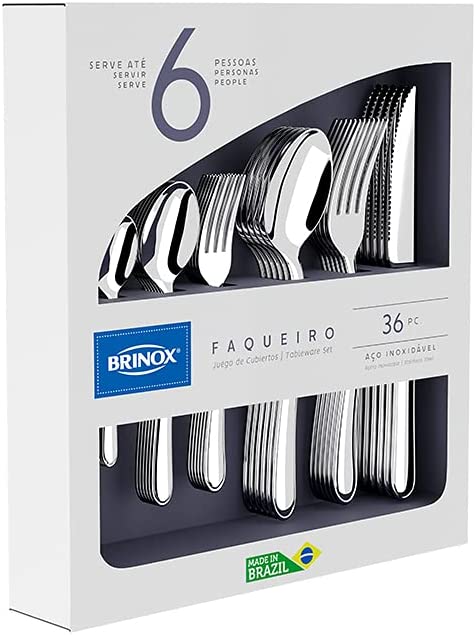 SERVE ATÉ
SERVIR
SERVE
6
PESSOAS
PERSONAS
PEOPLE
BRINOX®
FAQUEIRO
Juego de Cubiertos | Tableware Set
36 PC.
AÇO INOXIDÁVEL
Acero Inoxidable | Stainless Steel
MADE IN
BRAZIL